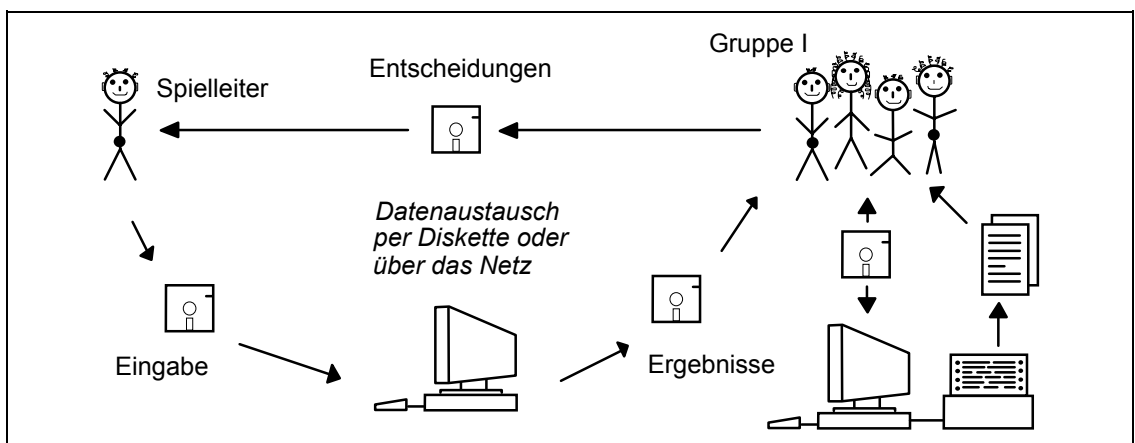 Gruppe I
Entscheidungen
Spielleiter
Datenaustausch
per Diskette oder
über das Netz
Eingabe
Ergebnisse